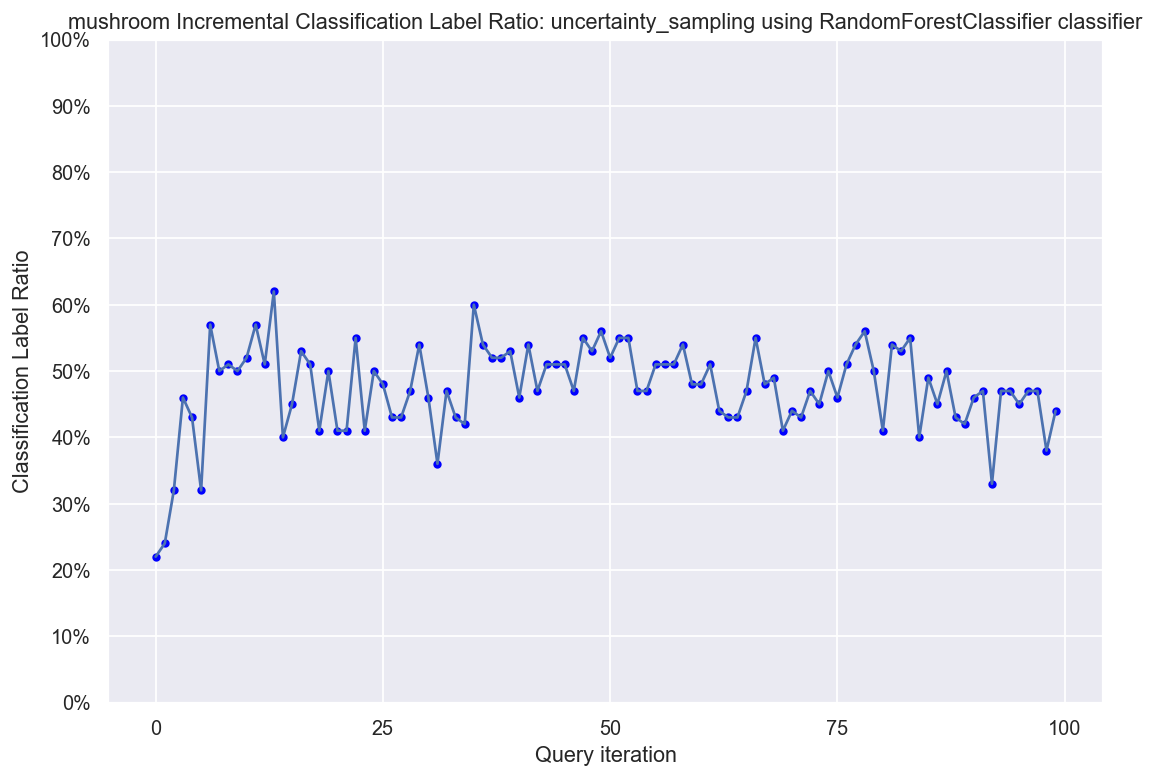 mushroom Incremental Classification Label Ratio: uncertainty_sampling using RandomForestClassifier classifier
100%
90%
80%
70%
60%
50%
40%
30%
20%
10%
0%
Classification Label Ratio
0 25 50 75 100
Query iteration